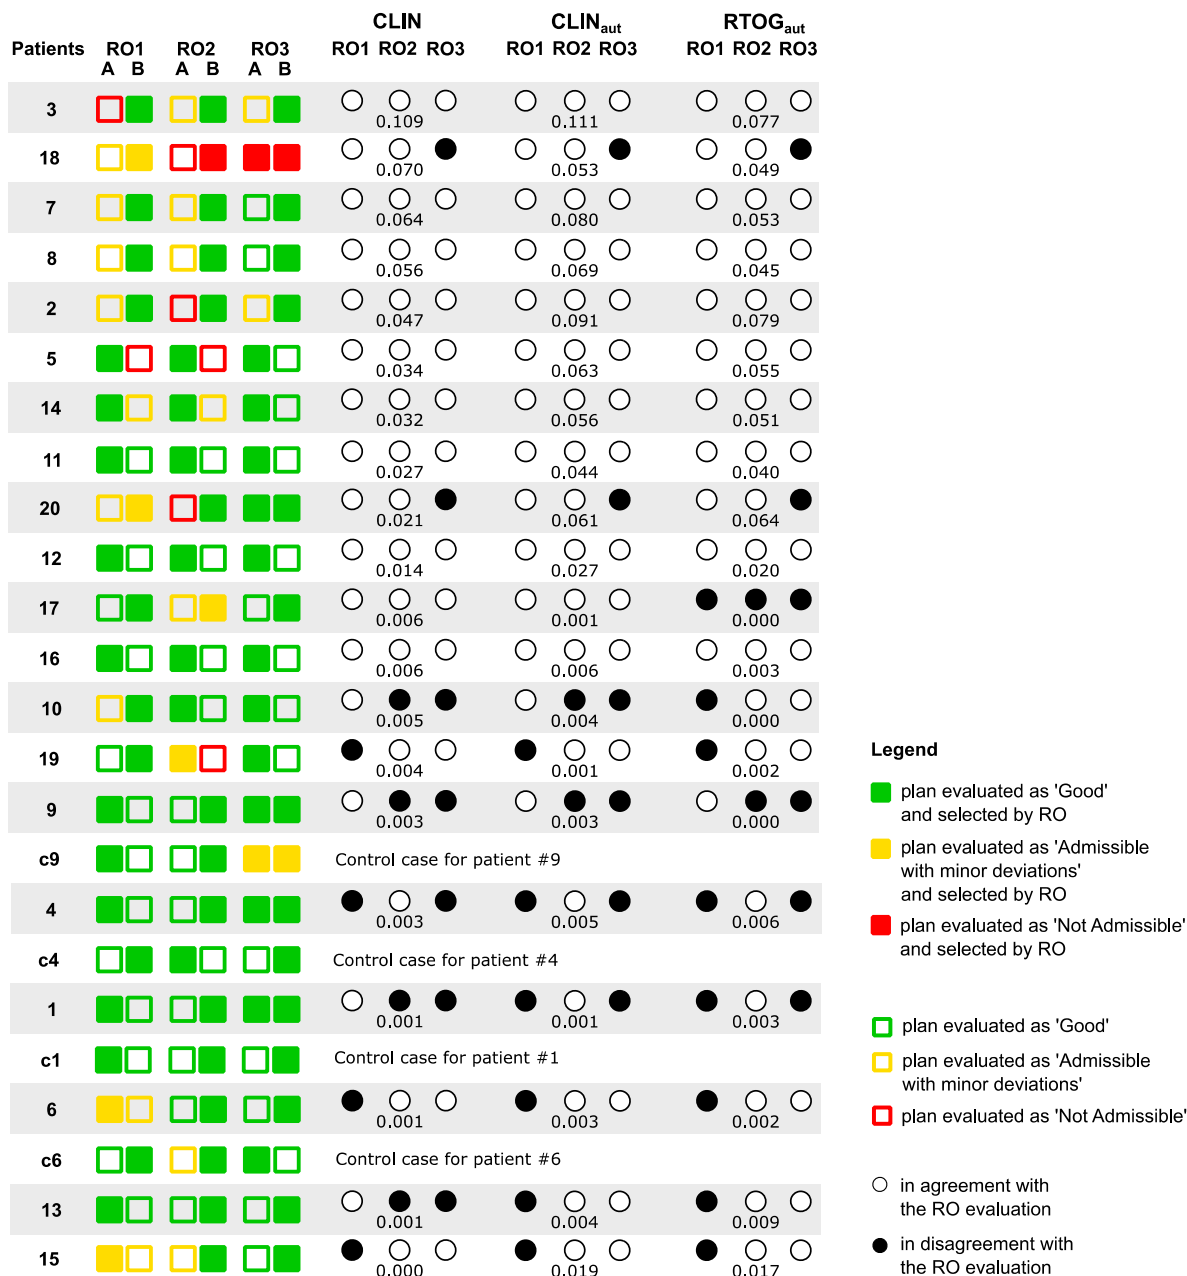 CLIN CLINaut RTOGaut
Patients RO1 RO2 RO3 RO1 RO2 RO3 RO1 RO2 RO3 RO1 RO2 RO3
A B A B A B
3 0.109 0.111 0.077
18 0.070 0.053 0.049
7 0.064 0.080 0.053
8 0.056 0.069 0.045
2 0.047 0.091 0.079
5 0.034 0.063 0.055
14 0.032 0.056 0.051
11 0.027 0.044 0.040
20 0.021 0.061 0.064
12 0.014 0.027 0.020
17 0.006 0.001 0.000
16 0.006 0.006 0.003
10 0.005 0.004 0.000
19 0.004 0.001 0.002
9 0.003 0.003 0.000
c9 Control case for patient #9
4 0.003 0.005 0.006
c4 Control case for patient #4
1 0.001 0.001 0.003
c1 Control case for patient #1
6 0.001 0.003 0.002
c6 Control case for patient #6
13 0.001 0.004 0.009
15 0.000 0.019 0.017
Legend
plan evaluated as 'Good'
and selected by RO
plan evaluated as 'Admissible
with minor deviations'
and selected by RO
plan evaluated as 'Not Admissible'
and selected by RO
plan evaluated as 'Good'
plan evaluated as 'Admissible
with minor deviations'
plan evaluated as 'Not Admissible'
in agreement with
the RO evaluation
in disagreement with
the RO evaluation